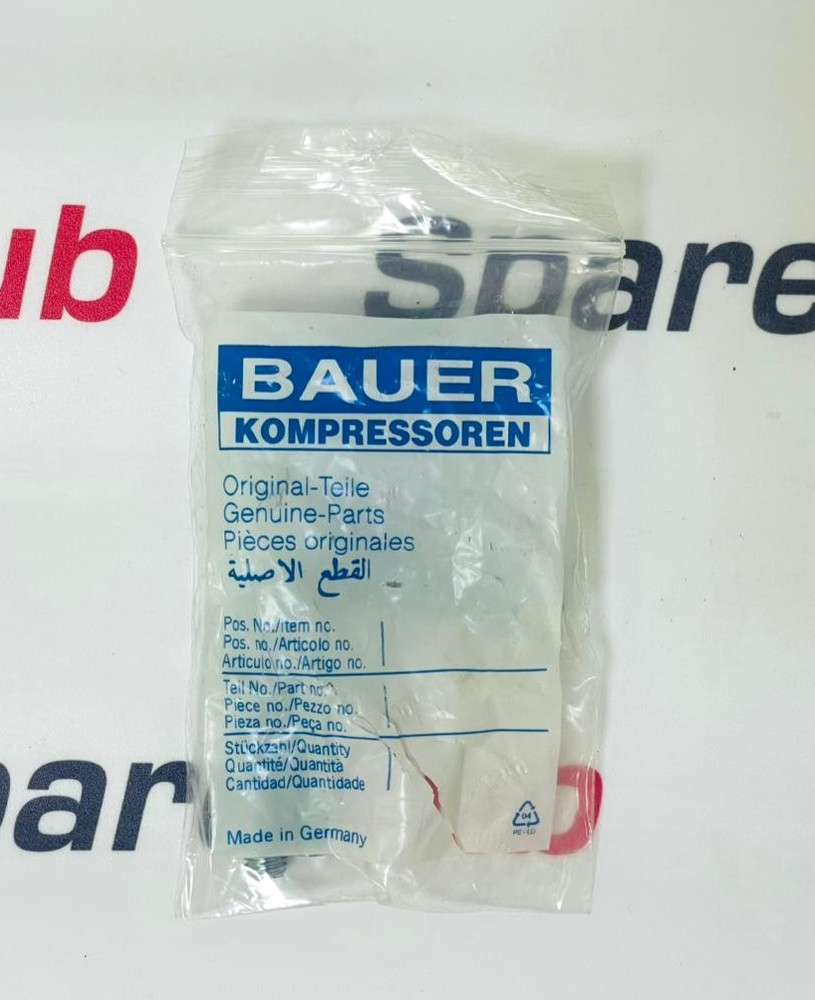 ub
Spare
BAUER
KOMPRESSOREN
Original-Teile
Genuine-Parts
Pièces originales
القطع الاصلية
Pos. No./Item no.
Pos. no./Articolo no.
Articulo no./Artigo no.
Teil No./Part no.
Pièce no./Pezzo no.
Pieza no./Peça no.
Stückzahl/Quantity
Quantité/Quantità
Cantidad/Quantidade
Made in Germany
04
PE-LD
par